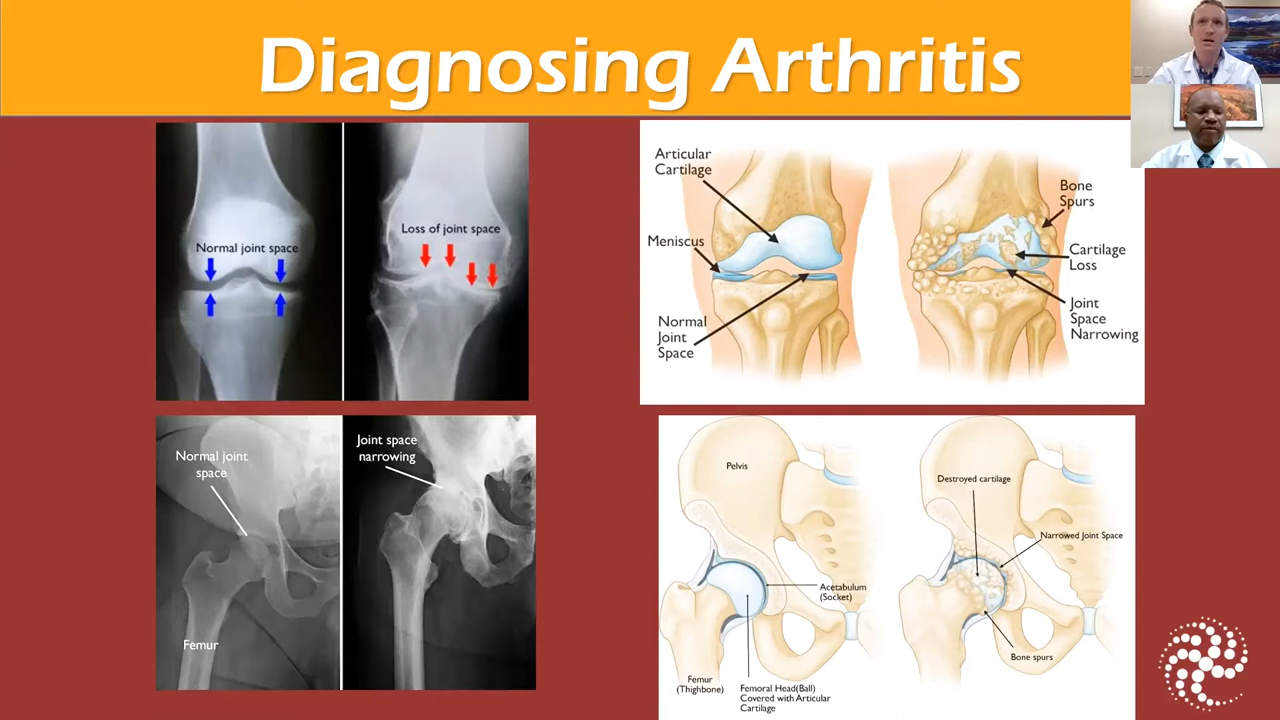 Diagnosing Arthritis
Normal joint space
Loss of joint space
Articular
Cartilage
Meniscus
Normal
Joint
Space
Bone
Spurs
Cartilage
Loss
Joint
Space
Narrowing
Normal joint
space
Femur
Joint space
narrowing
Pelvis
Acetabulum
(Socket)
Femur
(Thighbone)
Femoral Head(Ball)
Covered with Articular
Cartilage
Destroyed cartilage
Narrowed Joint Space
Bone spurs